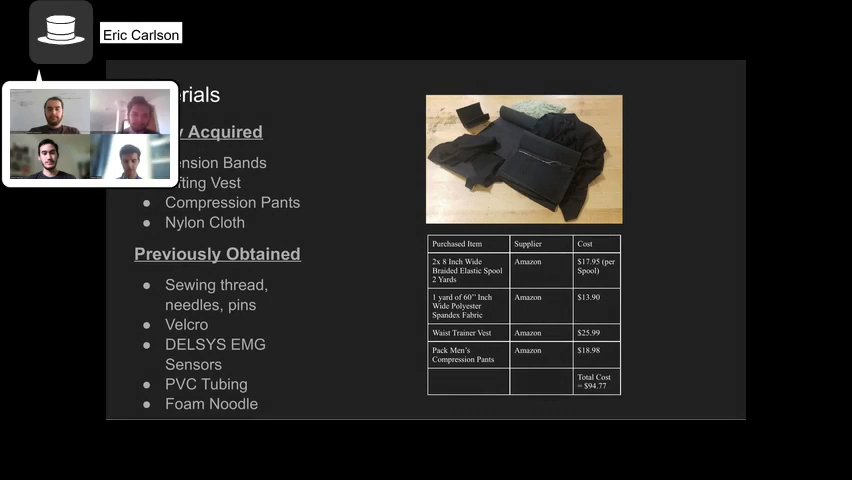 Eric Carlson
erials
y Acquired
ension Bands
ifting Vest
● Compression Pants
● Nylon Cloth
Previously Obtained
● Sewing thread,
needles, pins
● Velcro
● DELSYS EMG
Sensors
● PVC Tubing
● Foam Noodle
Purchased Item Supplier Cost
2x 8 Inch Wide Braided Elastic Spool 2 Yards Amazon $17.95 (per Spool)
1 yard of 60" Inch Wide Polyester Spandex Fabric Amazon $13.90
Waist Trainer Vest Amazon $25.99
Pack Men's Compression Pants Amazon $18.98
Total Cost = $94.77